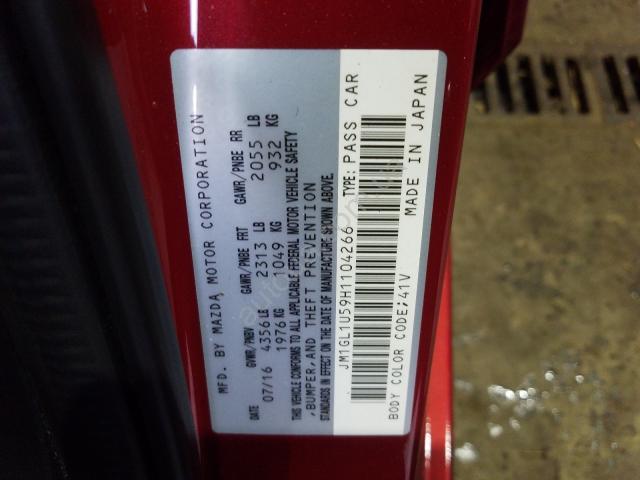 MFD. BY MAZDA MOTOR CORPORATION
DATE GVWR/PNBV GAWR/PNBE FRT GAWR/PNBE RR
07/16 4356 LB 2313 LB 2055 LB
1976 KG 1049 KG 932 KG
THIS VEHICLE CONFORMS TO ALL APPLICABLE FEDERAL MOTOR VEHICLE SAFETY
, BUMPER, AND THEFT PREVENTION
STANDARDS IN EFFECT ON THE DATE OF MANUFACTURE SHOWN ABOVE.
JM1GL1U59H1104266 TYPE: PASS CAR
BODY COLOR CODE;41V MADE IN JAPAN